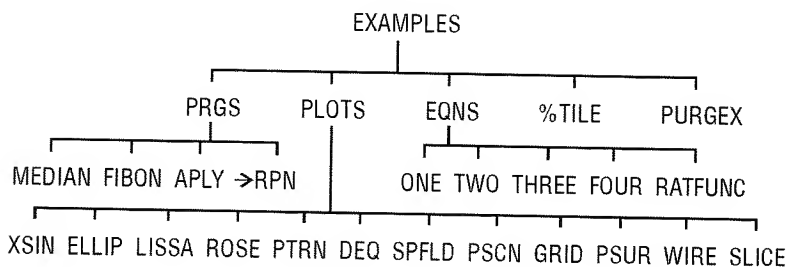 EXAMPLES
PRGS PLOTS EQNS %TILE PURGEX
MEDIAN FIBON APLY →RPN ONE TWO THREE FOUR RATFUNC
XSIN ELLIP LISSA ROSE PTRN DEQ SPFLD PSCN GRID PSUR WIRE SLICE